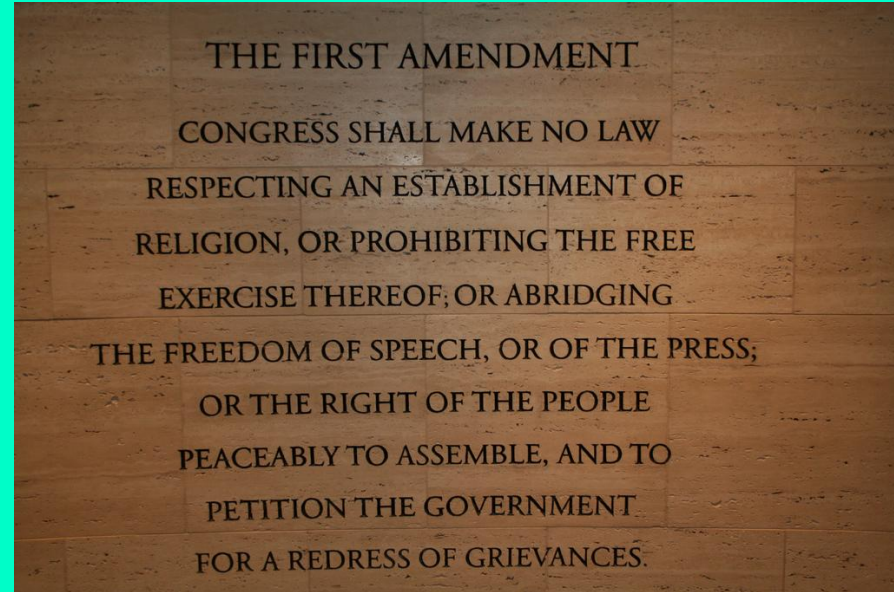 THE FIRST AMENDMENT
CONGRESS SHALL MAKE NO LAW
RESPECTING AN ESTABLISHMENT OF
RELIGION, OR PROHIBITING THE FREE
EXERCISE THEREOF; OR ABRIDGING
THE FREEDOM OF SPEECH, OR OF THE PRESS;
OR THE RIGHT OF THE PEOPLE
PEACEABLY TO ASSEMBLE, AND TO
PETITION THE GOVERNMENT
FOR A REDRESS OF GRIEVANCES.